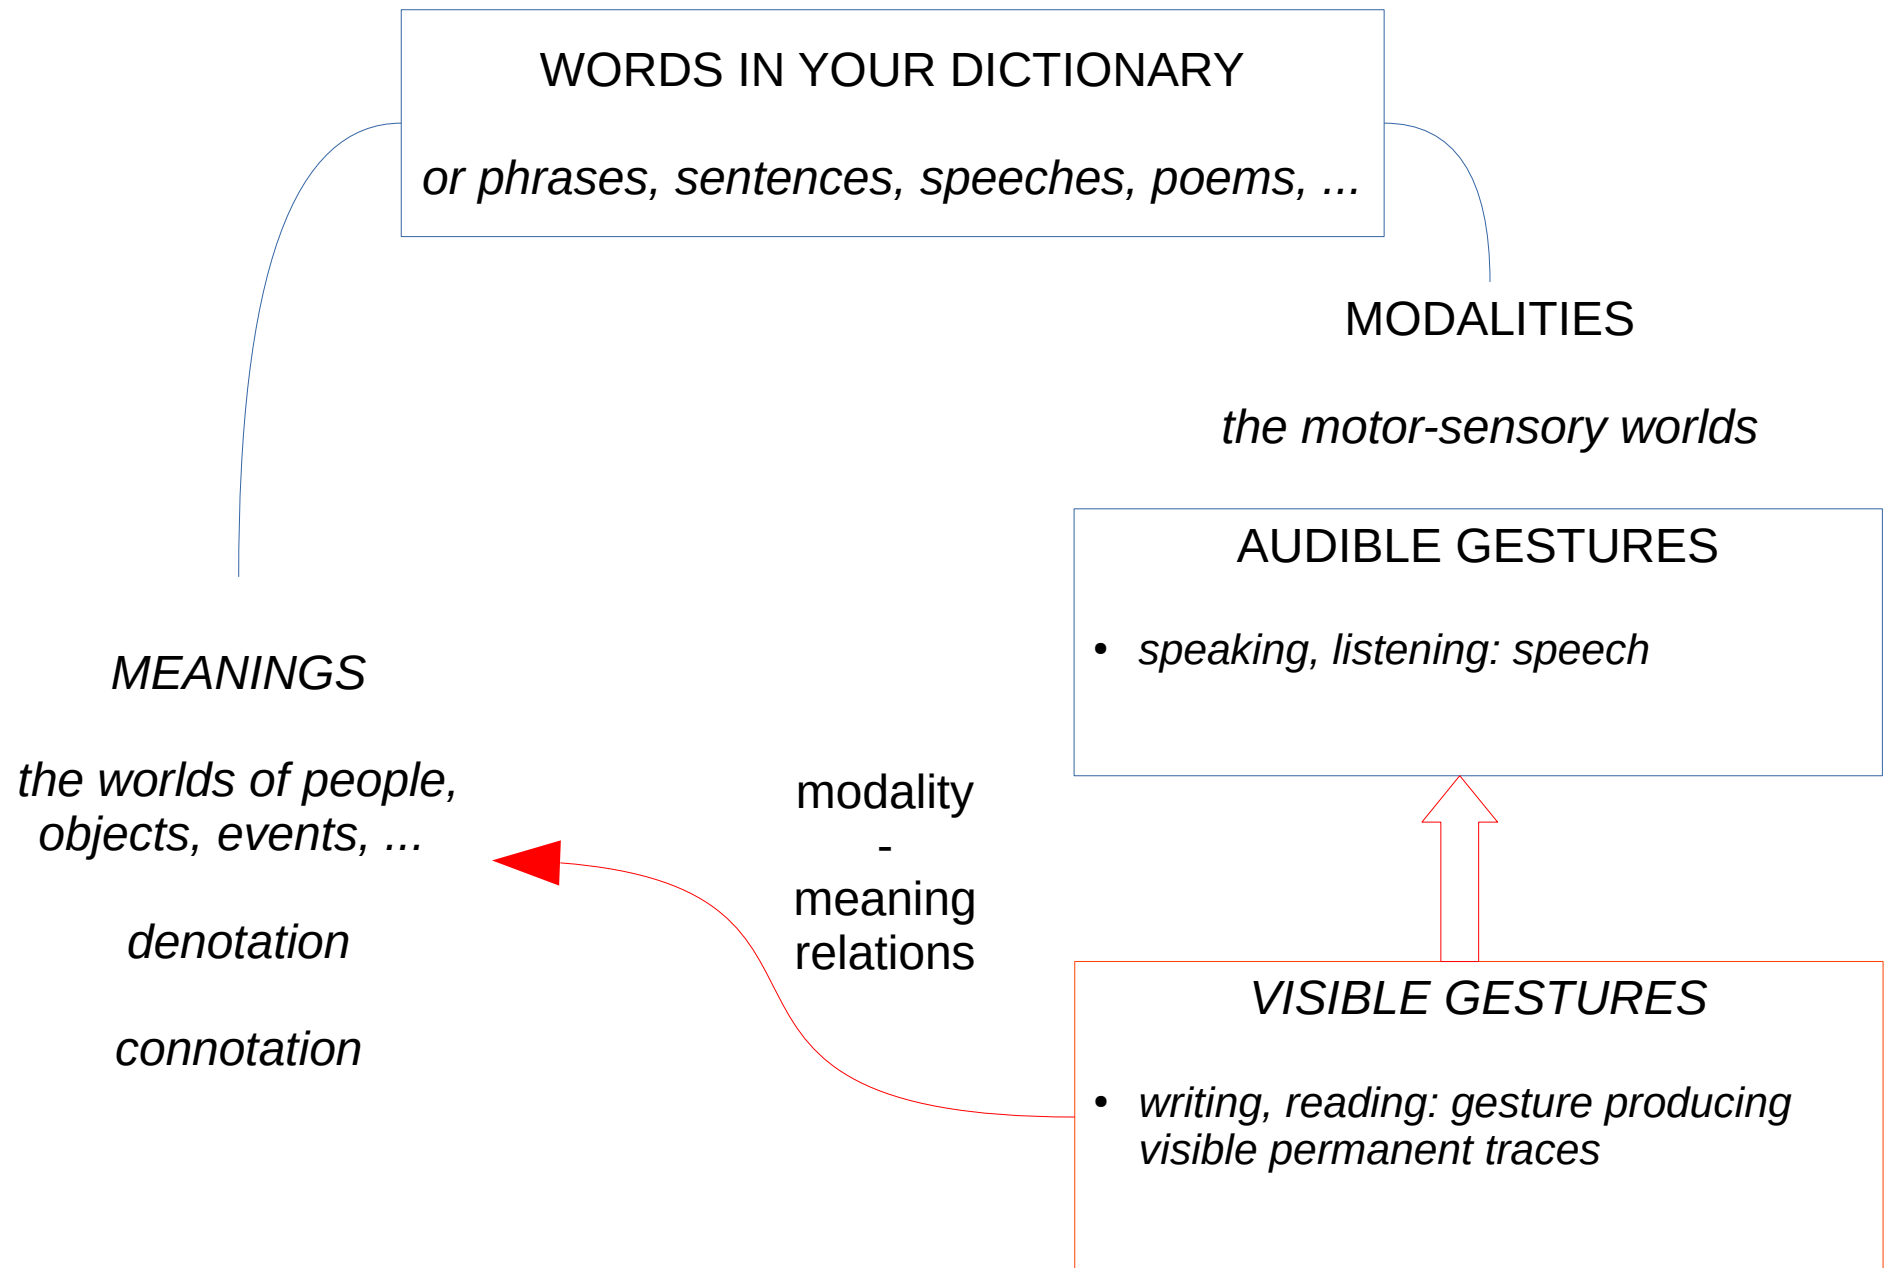 WORDS IN YOUR DICTIONARY
or phrases, sentences, speeches, poems, ...
MODALITIES
the motor-sensory worlds
AUDIBLE GESTURES
• speaking, listening: speech
MEANINGS
the worlds of people,
objects, events, ...
denotation
connotation
modality
-
meaning
relations
VISIBLE GESTURES
• writing, reading: gesture producing
visible permanent traces